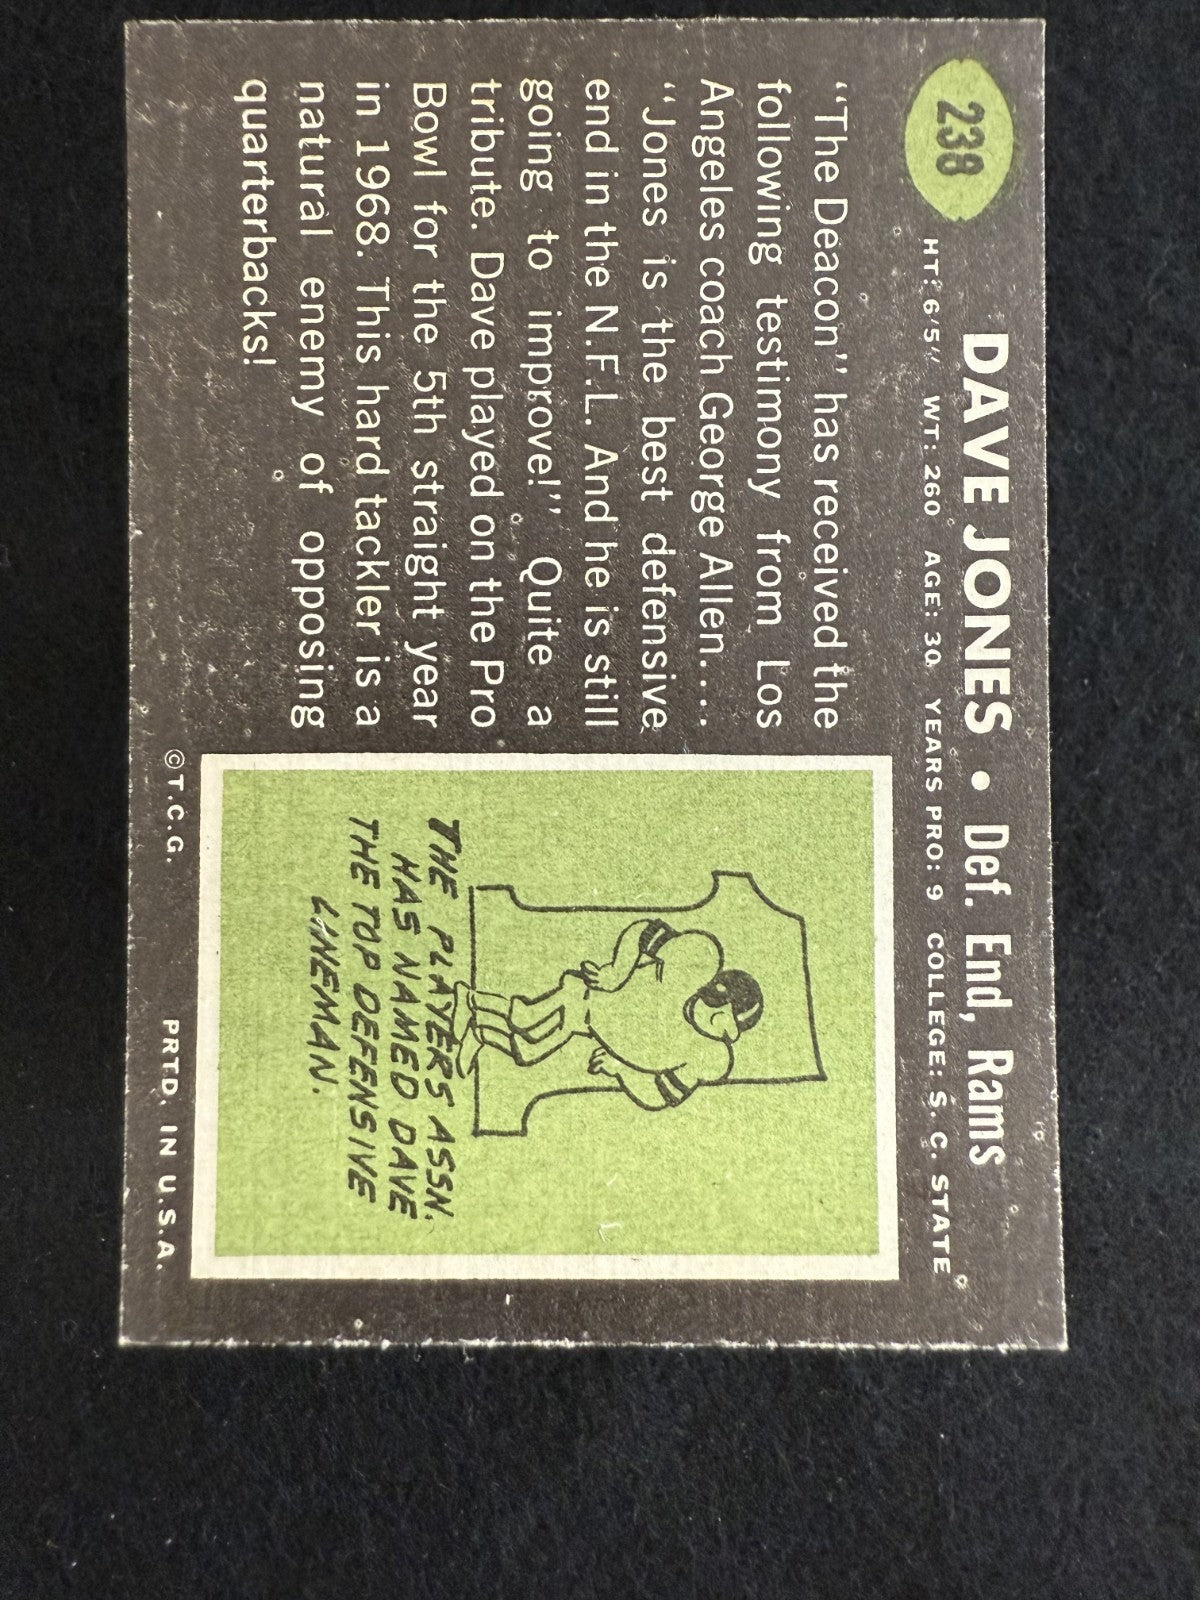 238
DAVE JONES • Def. End, Rams
HT: 6'5" WT: 260 AGE: 30 YEARS PRO: 9 COLLEGE: S. C. STATE
"The Deacon" has received the
following testimony from Los
Angeles coach George Allen....
"Jones is the best defensive
end in the N.F.L. And he is still
going to improve!" Quite a
tribute. Dave played on the Pro
Bowl for the 5th straight year
in 1968. This hard tackler is a
natural enemy of opposing
quarterbacks!
THE PLAYERS' ASSN.
HAS NAMED DAVE
THE TOP DEFENSIVE
LINEMAN.
©T.C.G. PRTD. IN U.S.A.